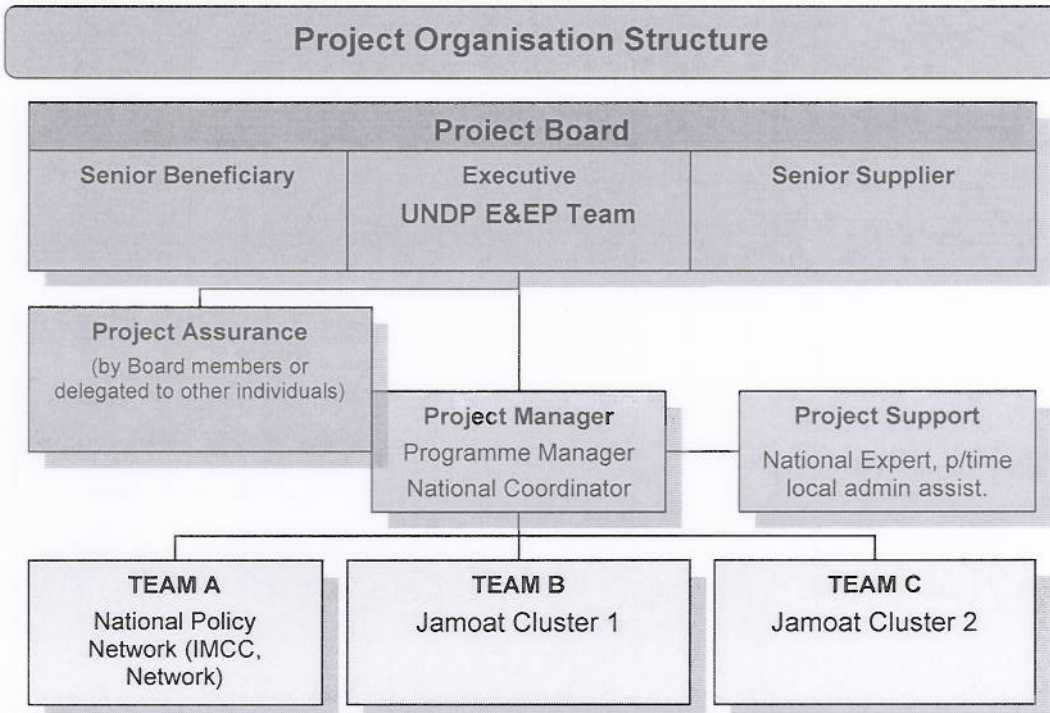 Project Organisation Structure
Project Board
Senior Beneficiary
Executive
UNDP E&EP Team
Senior Supplier
Project Assurance
(by Board members or
delegated to other individuals)
Project Manager
Programme Manager
National Coordinator
Project Support
National Expert, p/time
local admin assist.
TEAM A
National Policy
Network (IMCC,
Network)
TEAM B
Jamoat Cluster 1
TEAM C
Jamoat Cluster 2